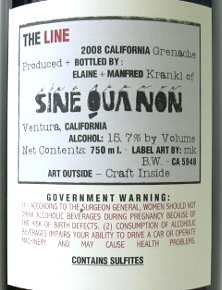 THE LINE
2008 CALIFORNIA Grenache
Produced + BOTTLED BY:
ELAINE + MANFRED Krankl of
SINE QUA NON
Ventura, CALIFORNIA
ALCOHOL: 15.7% by Volume
Net Contents: 750 ml. · LABEL ART BY: mk
B.W. - CA 5948
ART OUTSIDE – Craft Inside
GOVERNMENT WARNING:
(1) ACCORDING TO THE SURGEON GENERAL, WOMEN SHOULD NOT
DRINK ALCOHOLIC BEVERAGES DURING PREGNANCY BECAUSE OF
THE RISK OF BIRTH DEFECTS. (2) CONSUMPTION OF ALCOHOLIC
BEVERAGES IMPAIRS YOUR ABILITY TO DRIVE A CAR OR OPERATE
MACHINERY, AND MAY CAUSE HEALTH PROBLEMS.
CONTAINS SULFITES